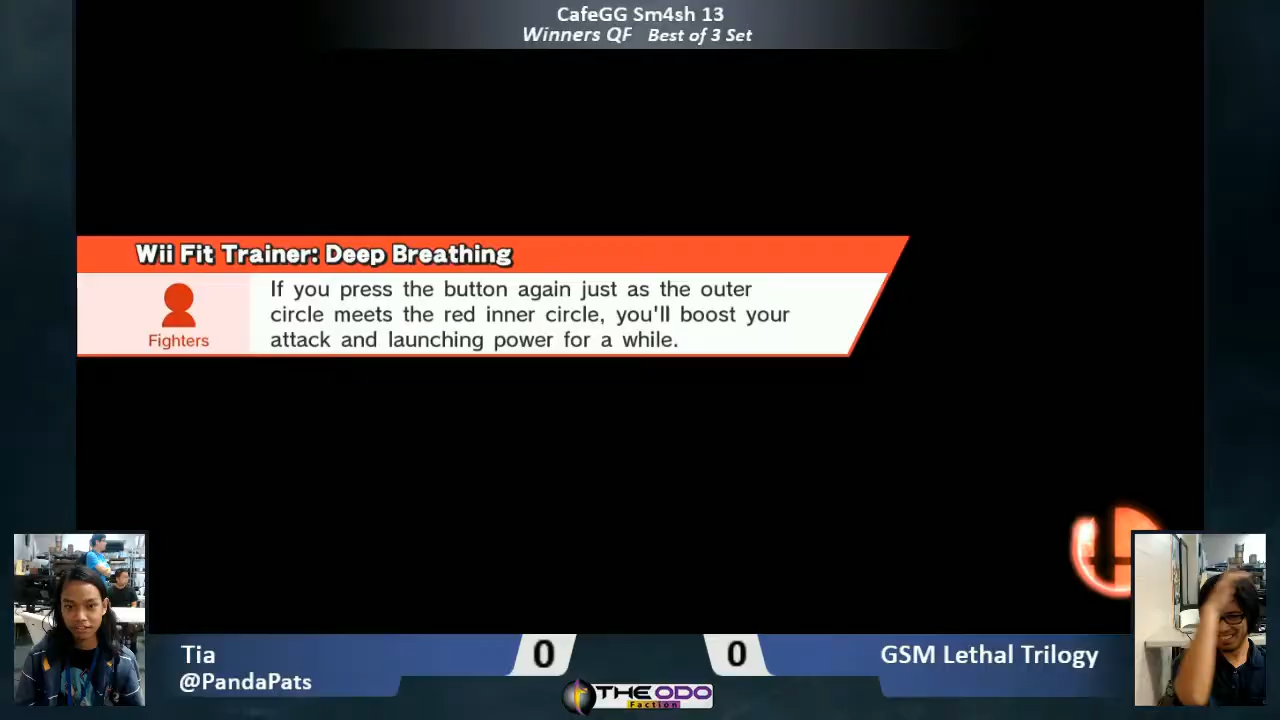 CafeGG Sm4sh 13
Winners QF Best of 3 Set
Wii Fit Trainer: Deep Breathing
Fighters
If you press the button again just as the outer
circle meets the red inner circle, you'll boost your
attack and launching power for a while.
Tia
@PandaPats
0
0
GSM Lethal Trilogy
THE ODO
Faction